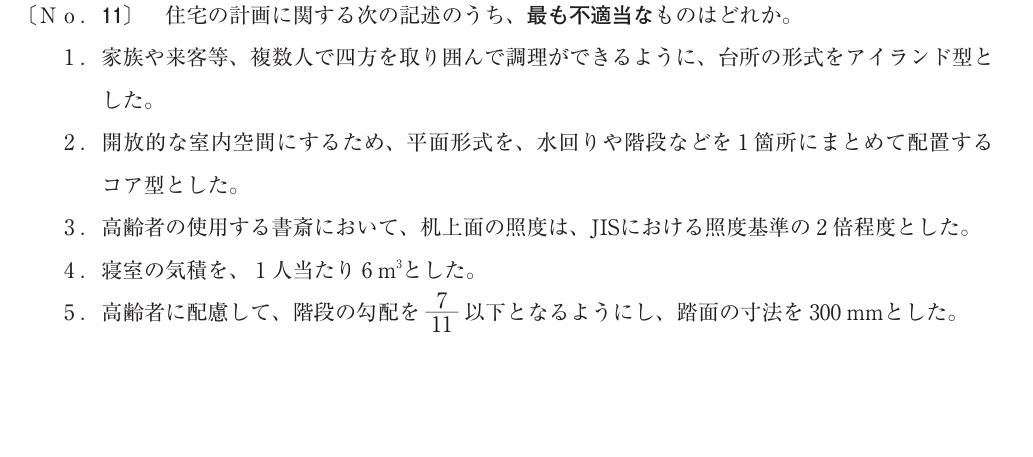 〔Ｎｏ．11〕　住宅の計画に関する次の記述のうち、最も不適当なものはどれか。
１．家族や来客等、複数人で四方を取り囲んで調理ができるように、台所の形式をアイランド型と
した。
２．開放的な室内空間にするため、平面形式を、水回りや階段などを１箇所にまとめて配置する
コア型とした。
３．高齢者の使用する書斎において、机上面の照度は、JISにおける照度基準の２倍程度とした。
４．寝室の気積を、１人当たり６m³とした。
５．高齢者に配慮して、階段の勾配を 7/11 以下となるようにし、踏面の寸法を 300 mmとした。